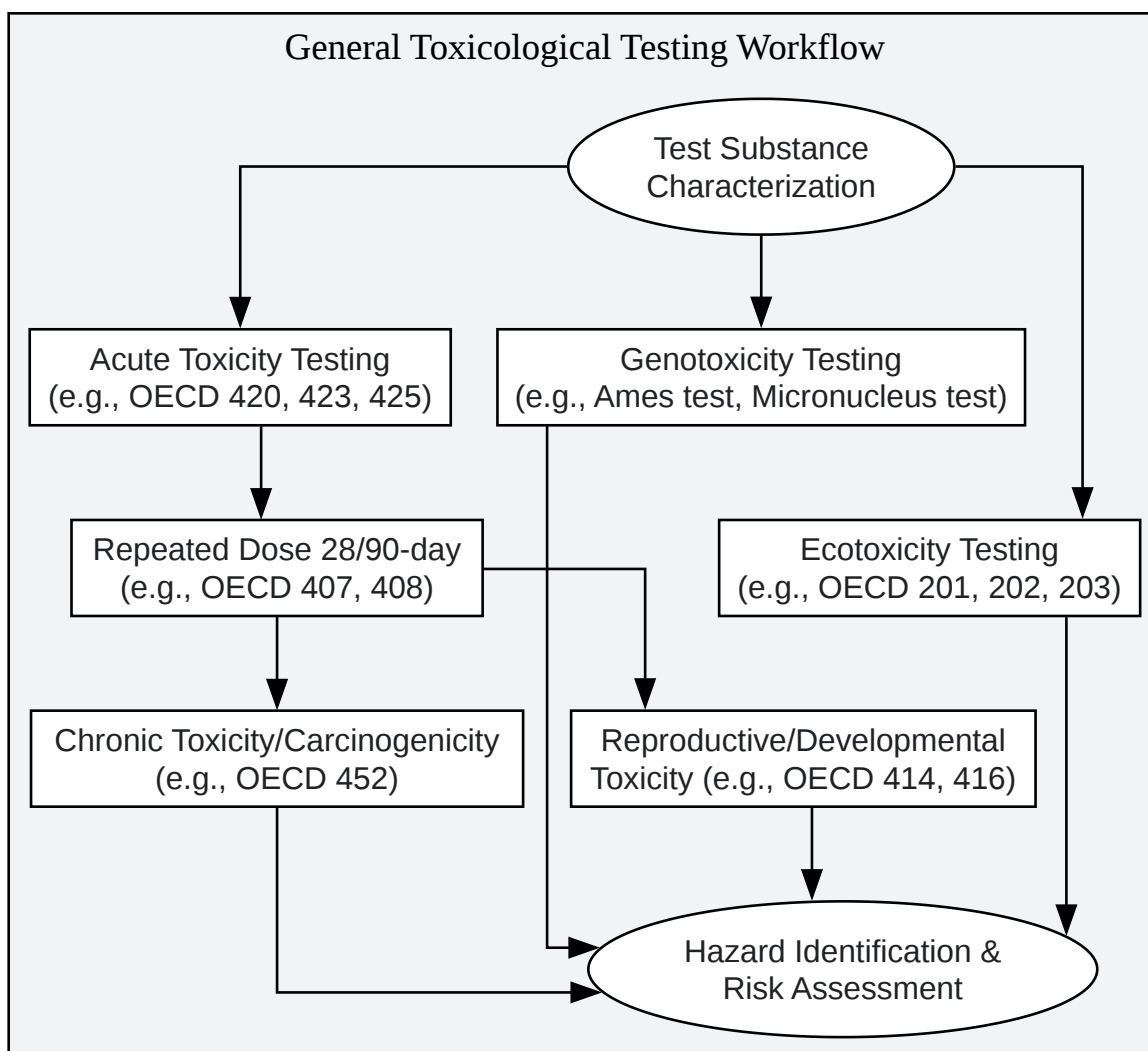 General Toxicological Testing Workflow
Test Substance
Characterization
Acute Toxicity Testing
(e.g., OECD 420, 423, 425)
Genotoxicity Testing
(e.g., Ames test, Micronucleus test)
Repeated Dose 28/90-day
(e.g., OECD 407, 408)
Ecotoxicity Testing
(e.g., OECD 201, 202, 203)
Chronic Toxicity/Carcinogenicity
(e.g., OECD 452)
Reproductive/Developmental
Toxicity (e.g., OECD 414, 416)
Hazard Identification &
Risk Assessment